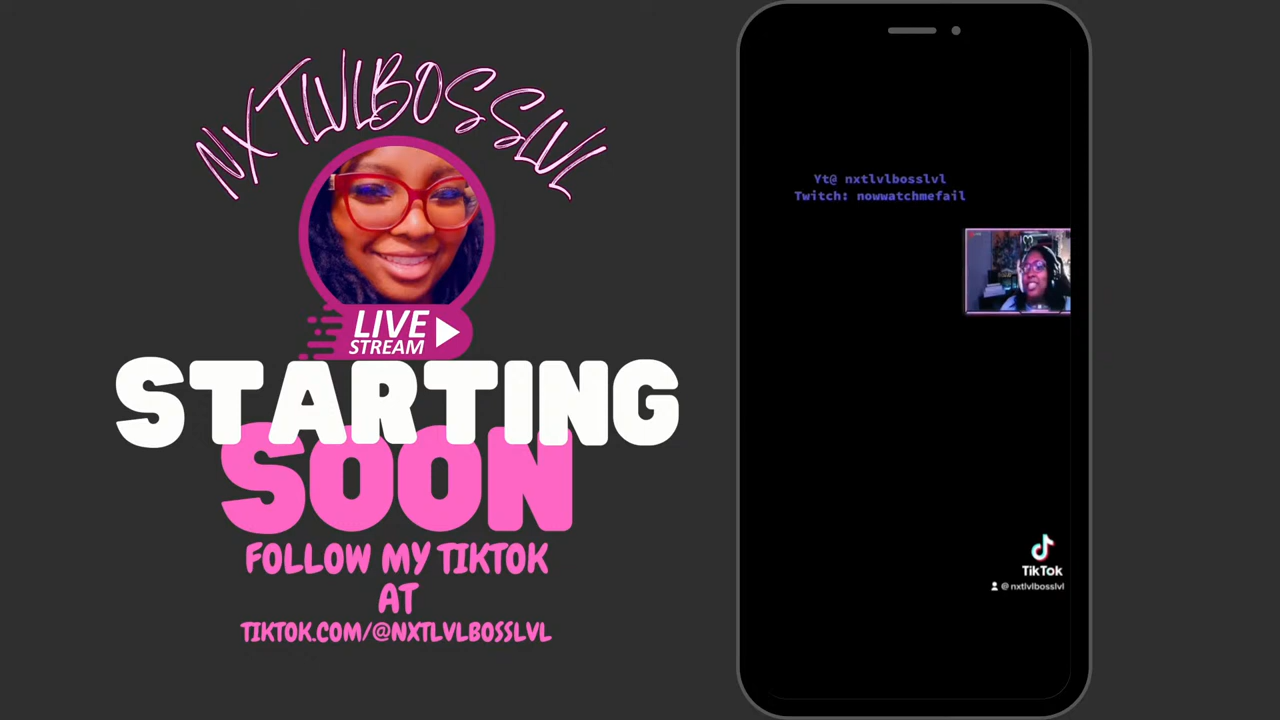 NXTLVLBOSSLVL
LIVE
STREAM
STARTING
SOON
FOLLOW MY TIKTOK
AT
TIKTOK.COM/@NXTLVLBOSSLVL
Yt@ nxtlvlbosslvl
Twitch: nowwatchmefail
TikTok
@nxtlvlbosslvl